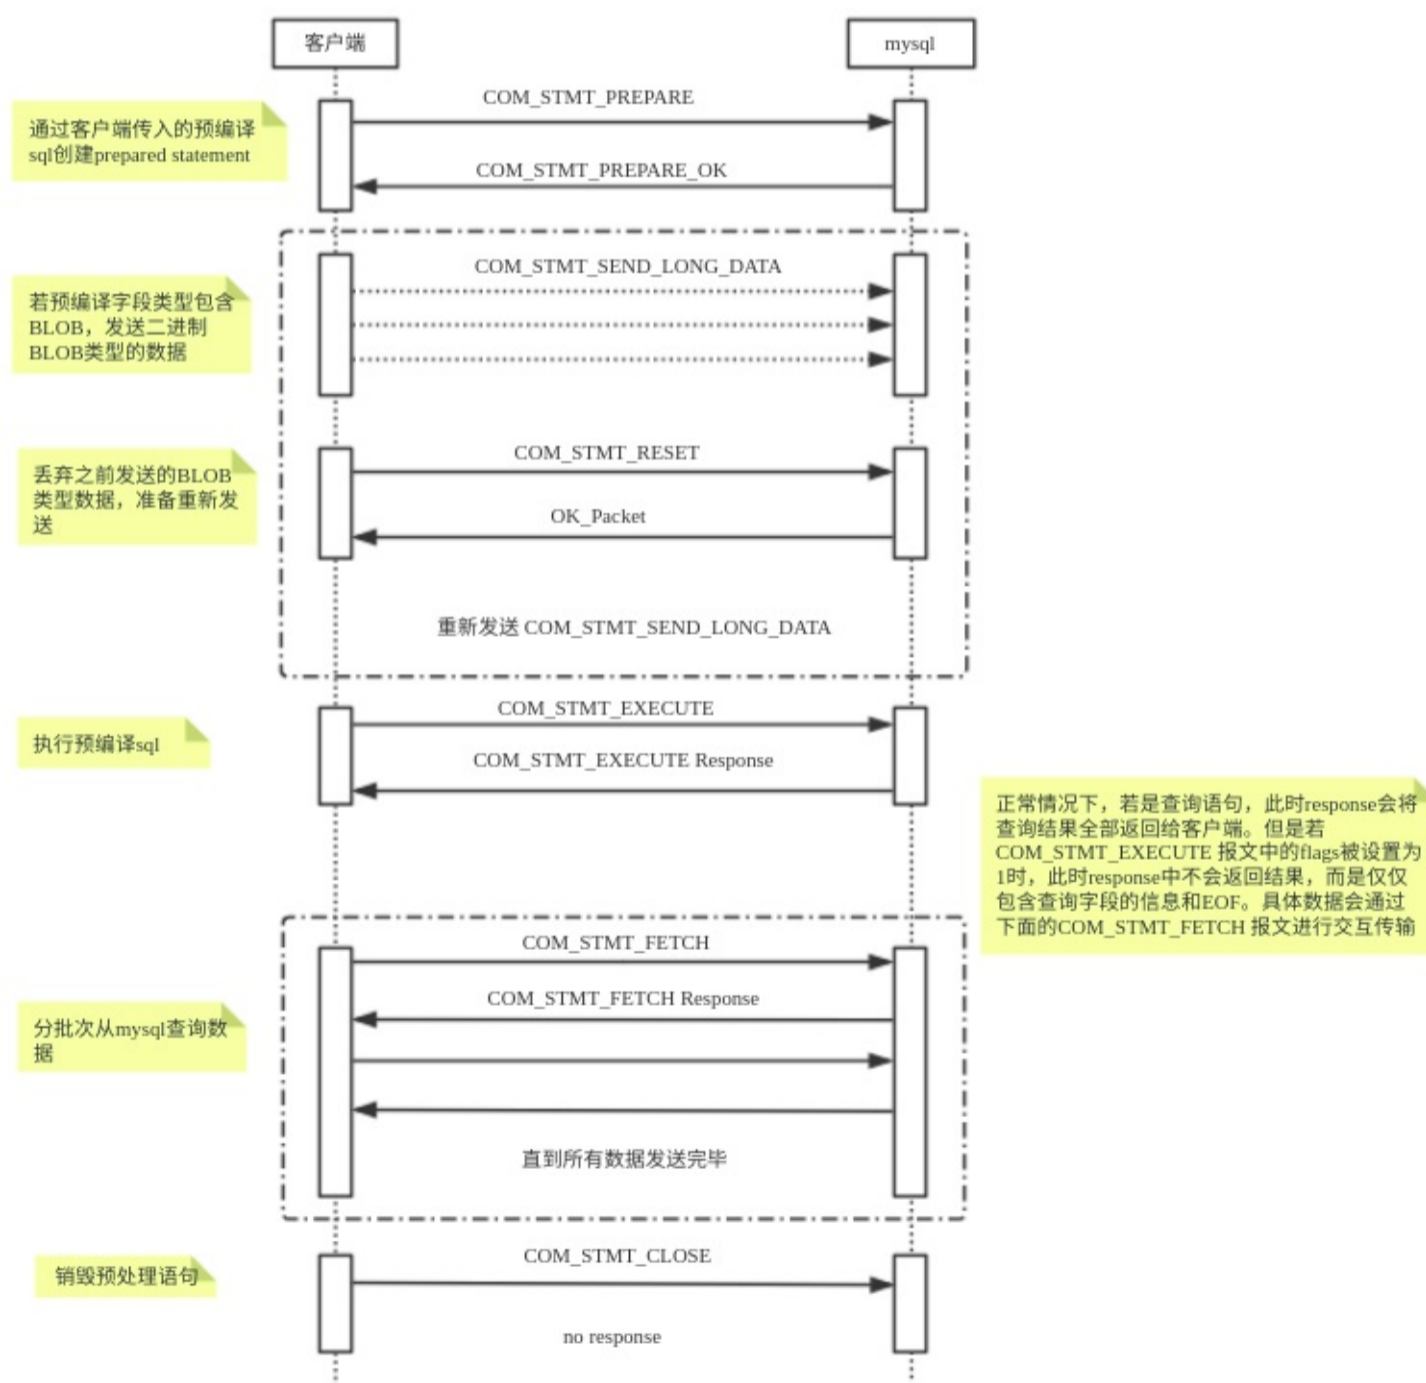 客户端
mysql
COM_STMT_PREPARE
通过客户端传入的预编译
sql创建prepared statement
COM_STMT_PREPARE_OK
COM_STMT_SEND_LONG_DATA
若预编译字段类型包含
BLOB，发送二进制
BLOB类型的数据
COM_STMT_RESET
丢弃之前发送的BLOB
类型数据，准备重新发
送
OK_Packet
重新发送 COM_STMT_SEND_LONG_DATA
COM_STMT_EXECUTE
执行预编译sql
COM_STMT_EXECUTE Response
正常情况下，若是查询语句，此时response会将
查询结果全部返回给客户端。但是若
COM_STMT_EXECUTE 报文中的flags被设置为
1时，此时response中不会返回结果，而是仅仅
包含查询字段的信息和EOF。具体数据会通过
下面的COM_STMT_FETCH 报文进行交互传输
COM_STMT_FETCH
COM_STMT_FETCH Response
分批次从mysql查询数
据
直到所有数据发送完毕
COM_STMT_CLOSE
销毁预处理语句
no response